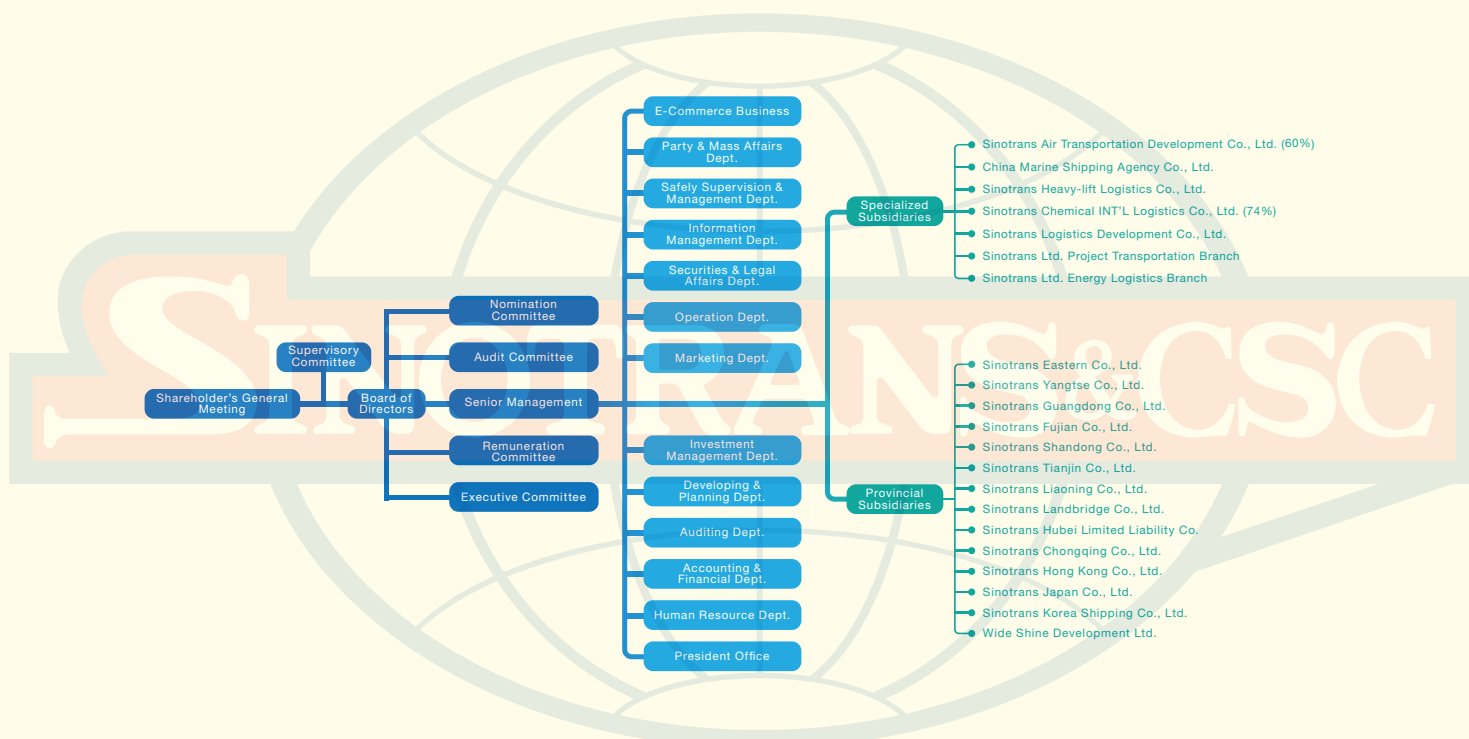 SINOTRANS&CSC
Shareholder's General
Meeting
Supervisory
Committee
Board of
Directors
Nomination
Committee
Audit Committee
Senior Management
Remuneration
Committee
Executive Committee
E-Commerce Business
Party & Mass Affairs
Dept.
Safely Supervision &
Management Dept.
Information
Management Dept.
Securities & Legal
Affairs Dept.
Operation Dept.
Marketing Dept.
Investment
Management Dept.
Developing &
Planning Dept.
Auditing Dept.
Accounting &
Financial Dept.
Human Resource Dept.
President Office
Specialized
Subsidiaries
Sinotrans Air Transportation Development Co., Ltd. (60%)
China Marine Shipping Agency Co., Ltd.
Sinotrans Heavy-lift Logistics Co., Ltd.
Sinotrans Chemical INT'L Logistics Co., Ltd. (74%)
Sinotrans Logistics Development Co., Ltd.
Sinotrans Ltd. Project Transportation Branch
Sinotrans Ltd. Energy Logistics Branch
Provincial
Subsidiaries
Sinotrans Eastern Co., Ltd.
Sinotrans Yangtse Co., Ltd.
Sinotrans Guangdong Co., Ltd.
Sinotrans Fujian Co., Ltd.
Sinotrans Shandong Co., Ltd.
Sinotrans Tianjin Co., Ltd.
Sinotrans Liaoning Co., Ltd.
Sinotrans Landbridge Co., Ltd.
Sinotrans Hubei Limited Liability Co.
Sinotrans Chongqing Co., Ltd.
Sinotrans Hong Kong Co., Ltd.
Sinotrans Japan Co., Ltd.
Sinotrans Korea Shipping Co., Ltd.
Wide Shine Development Ltd.